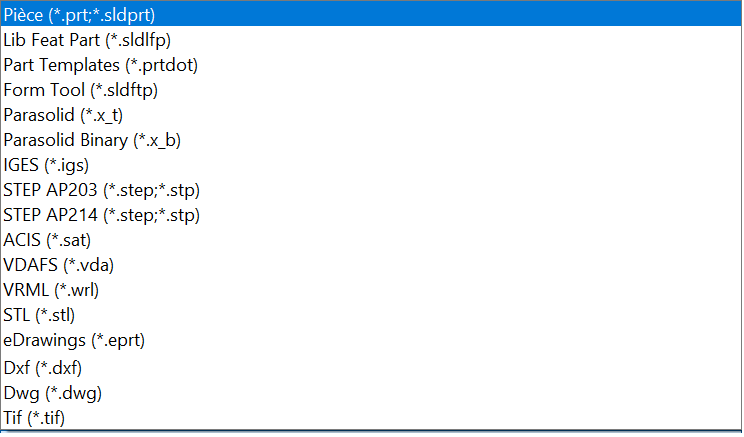 Pièce (*.prt;*.sldprt)
Lib Feat Part (*.sldlfp)
Part Templates (*.prtdot)
Form Tool (*.sldftp)
Parasolid (*.x_t)
Parasolid Binary (*.x_b)
IGES (*.igs)
STEP AP203 (*.step;*.stp)
STEP AP214 (*.step;*.stp)
ACIS (*.sat)
VDAFS (*.vda)
VRML (*.wrl)
STL (*.stl)
eDrawings (*.eprt)
Dxf (*.dxf)
Dwg (*.dwg)
Tif (*.tif)